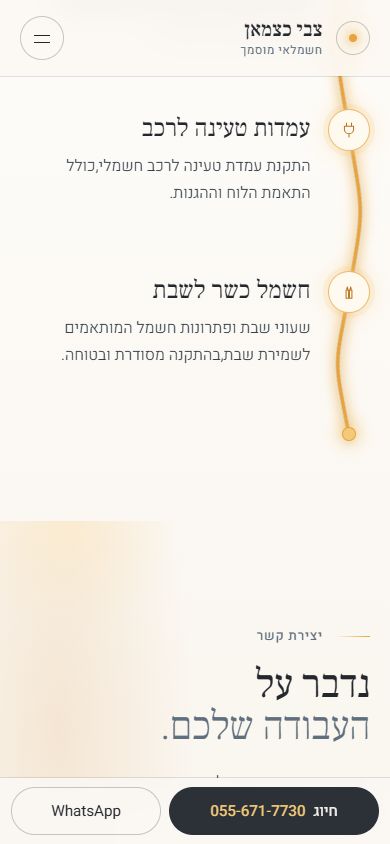 צבי כצמאן
חשמלאי מוסמך
עמדות טעינה לרכב
התקנת עמדת טעינה לרכב חשמלי,כולל
התאמת הלוח וההגנות.
חשמל כשר לשבת
שעוני שבת ופתרונות חשמל המותאמים
לשמירת שבת,בהתקנה מסודרת ובטוחה.
יצירת קשר
נדבר על
העבודה שלכם.
חיוג 055-671-7730
WhatsApp